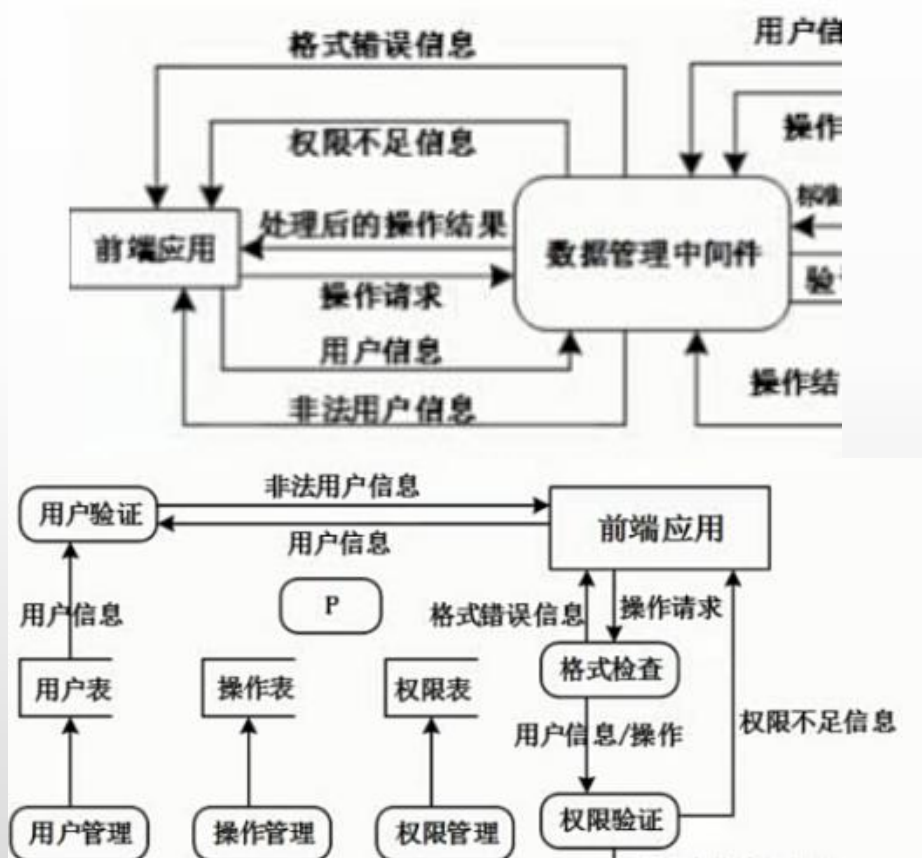 格式错误信息
用户信
权限不足信息
操作
处理后的操作结果
标准
前端应用
数据管理中间件
操作请求
验
用户信息
操作结
非法用户信息
非法用户信息
用户验证
前端应用
用户信息
P
用户信息
格式错误信息
操作请求
格式检查
用户表
操作表
权限表
用户信息/操作
权限不足信息
用户管理
操作管理
权限管理
权限验证